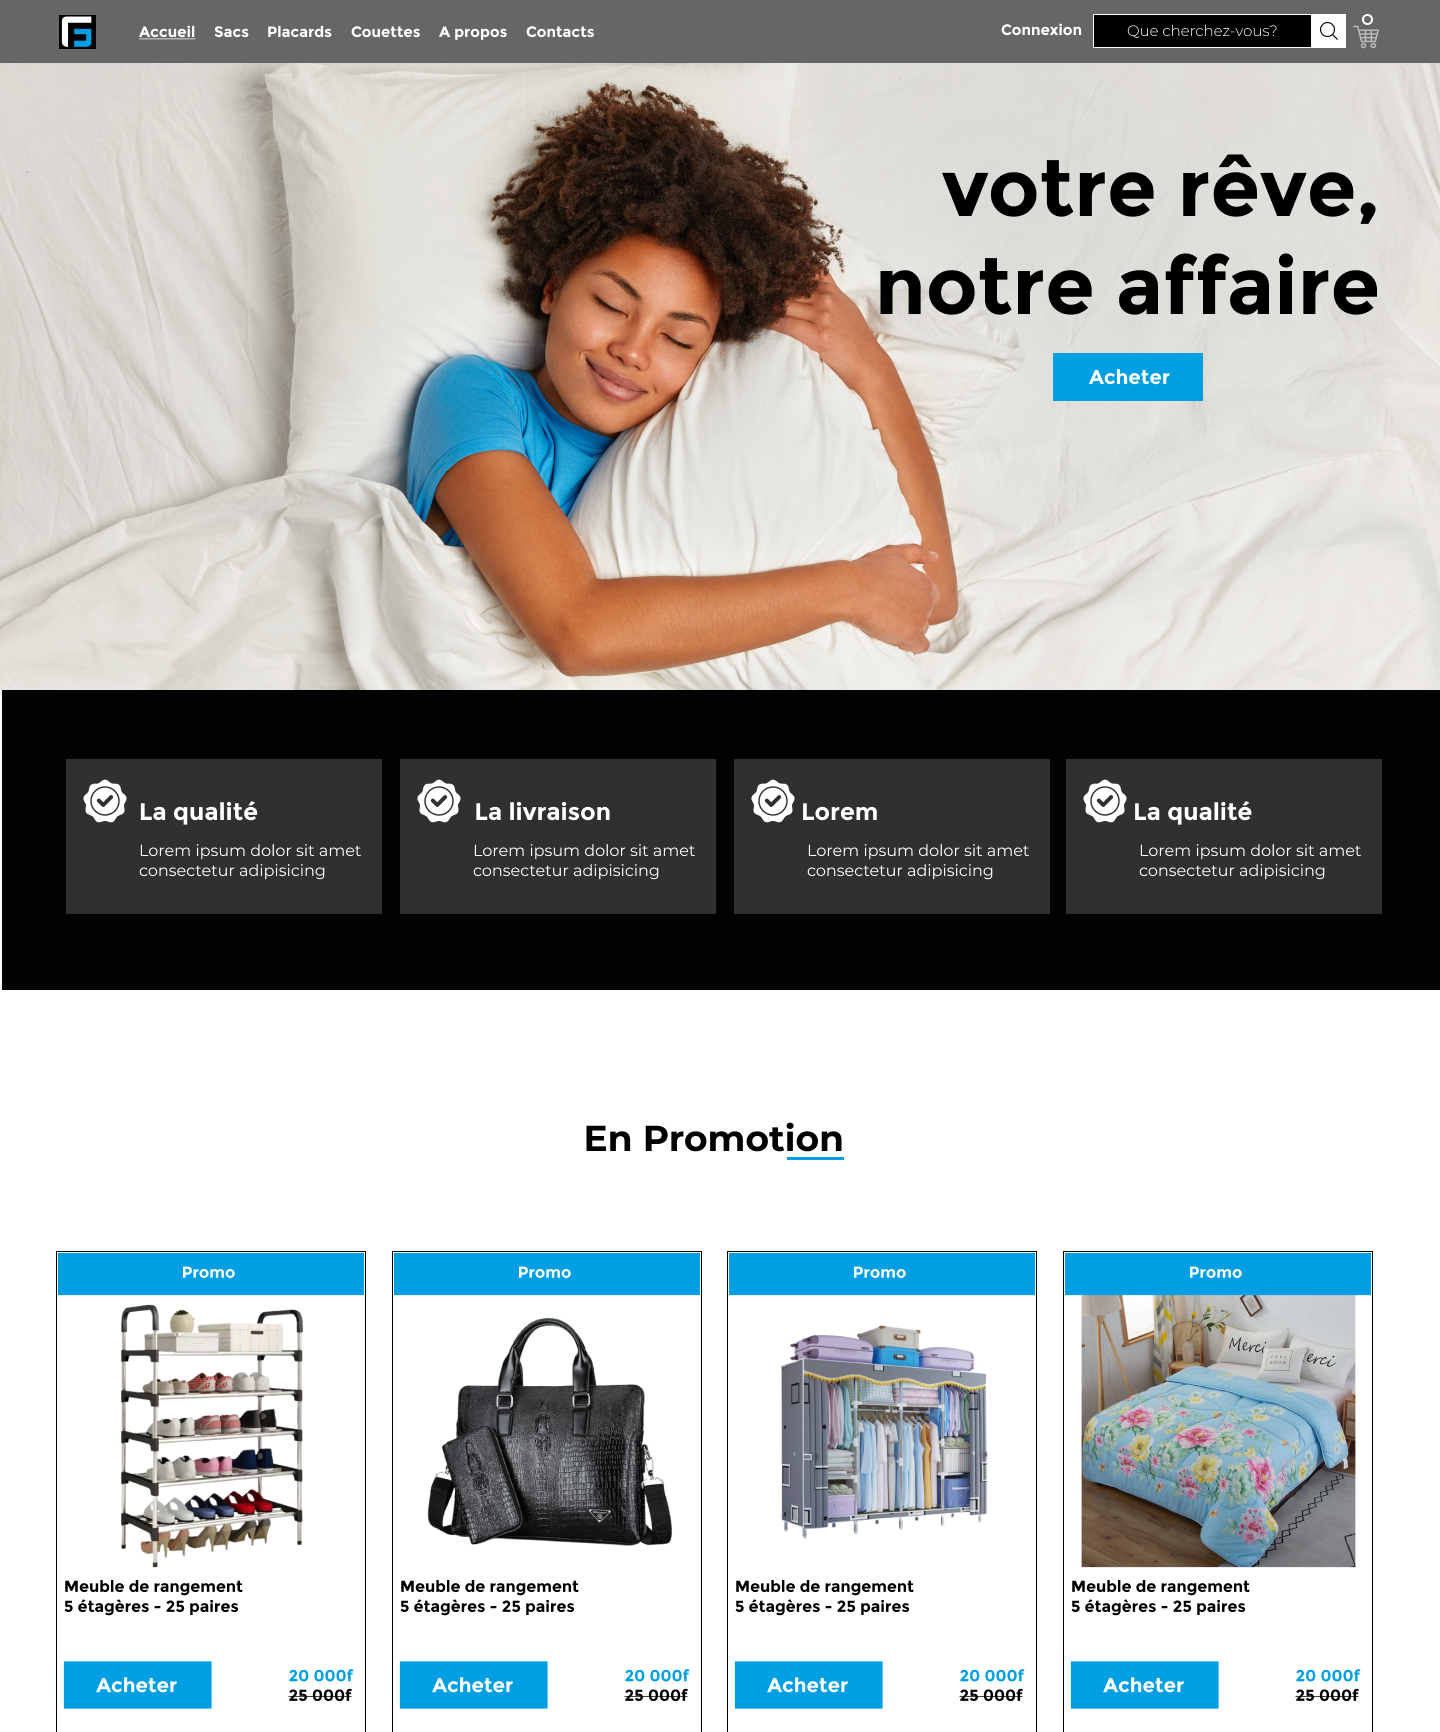 Accueil Sacs Placards Couettes A propos Contacts Connexion Que cherchez-vous? 0
votre rêve,
notre affaire
Acheter
La qualité
Lorem ipsum dolor sit amet
consectetur adipisicing
La livraison
Lorem ipsum dolor sit amet
consectetur adipisicing
Lorem
Lorem ipsum dolor sit amet
consectetur adipisicing
La qualité
Lorem ipsum dolor sit amet
consectetur adipisicing
En Promotion
Promo
Meuble de rangement
5 étagères - 25 paires
Acheter
20 000f
25 000f
Promo
Meuble de rangement
5 étagères - 25 paires
Acheter
20 000f
25 000f
Promo
Meuble de rangement
5 étagères - 25 paires
Acheter
20 000f
25 000f
Promo
Merci
erci
Meuble de rangement
5 étagères - 25 paires
Acheter
20 000f
25 000f